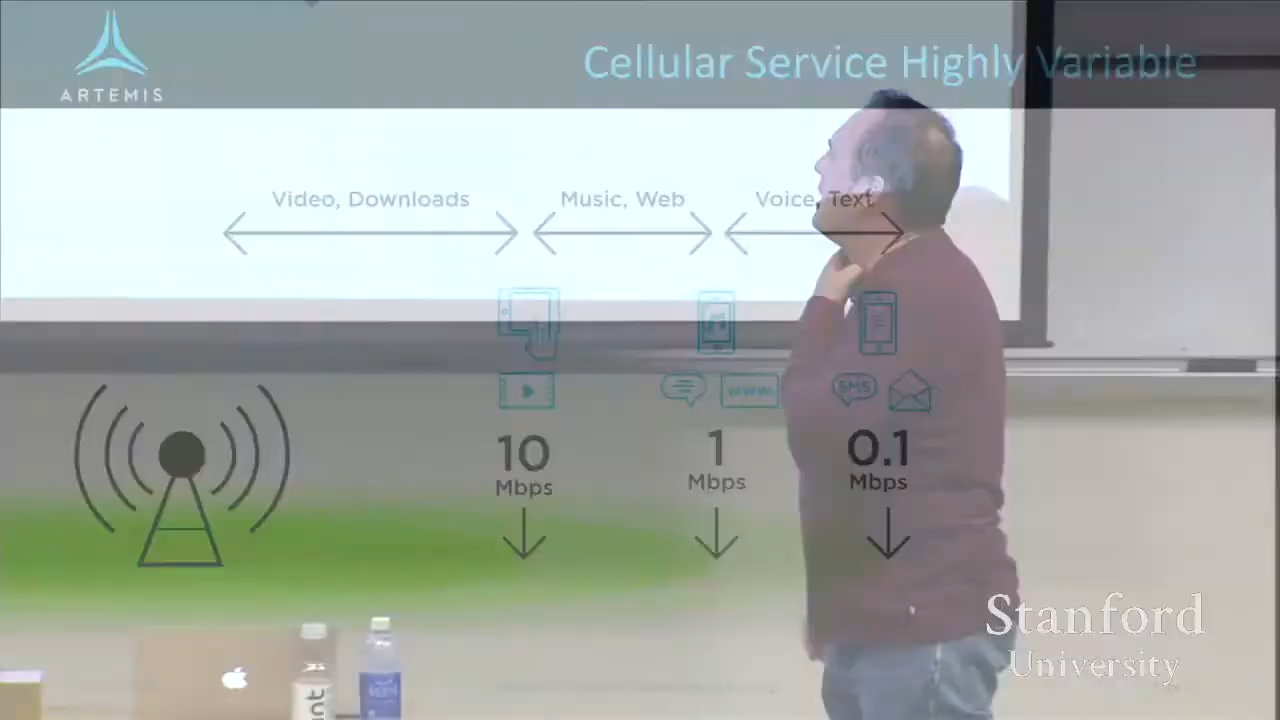 ARTEMIS
Cellular Service Highly Variable
Video, Downloads
Music, Web
Voice, Text
www.
SMS
10
Mbps
1
Mbps
0.1
Mbps
Stanford
University